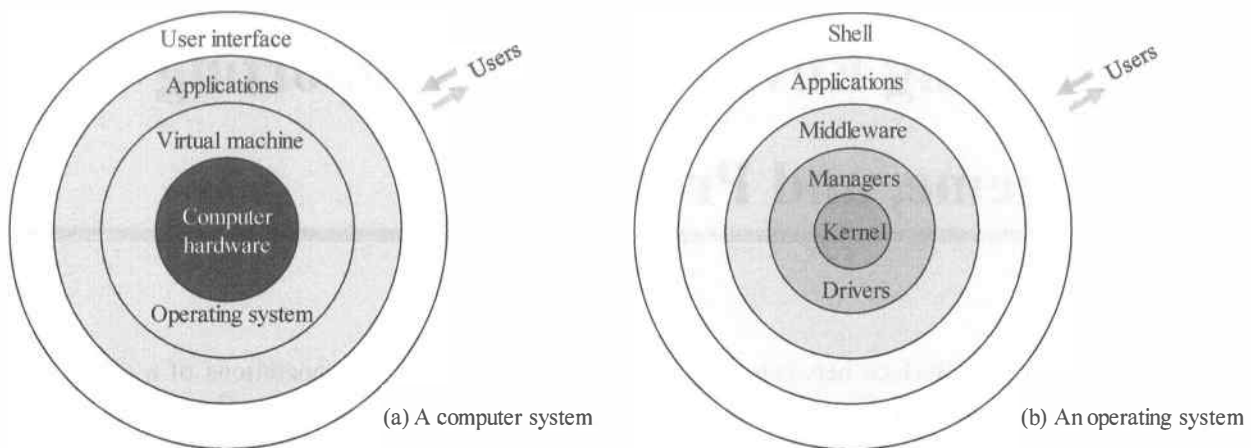 User interface
Applications
Virtual machine
Computer
hardware
Operating system
Users
(a) A computer system
Shell
Applications
Middleware
Managers
Kernel
Drivers
Users
(b) An operating system